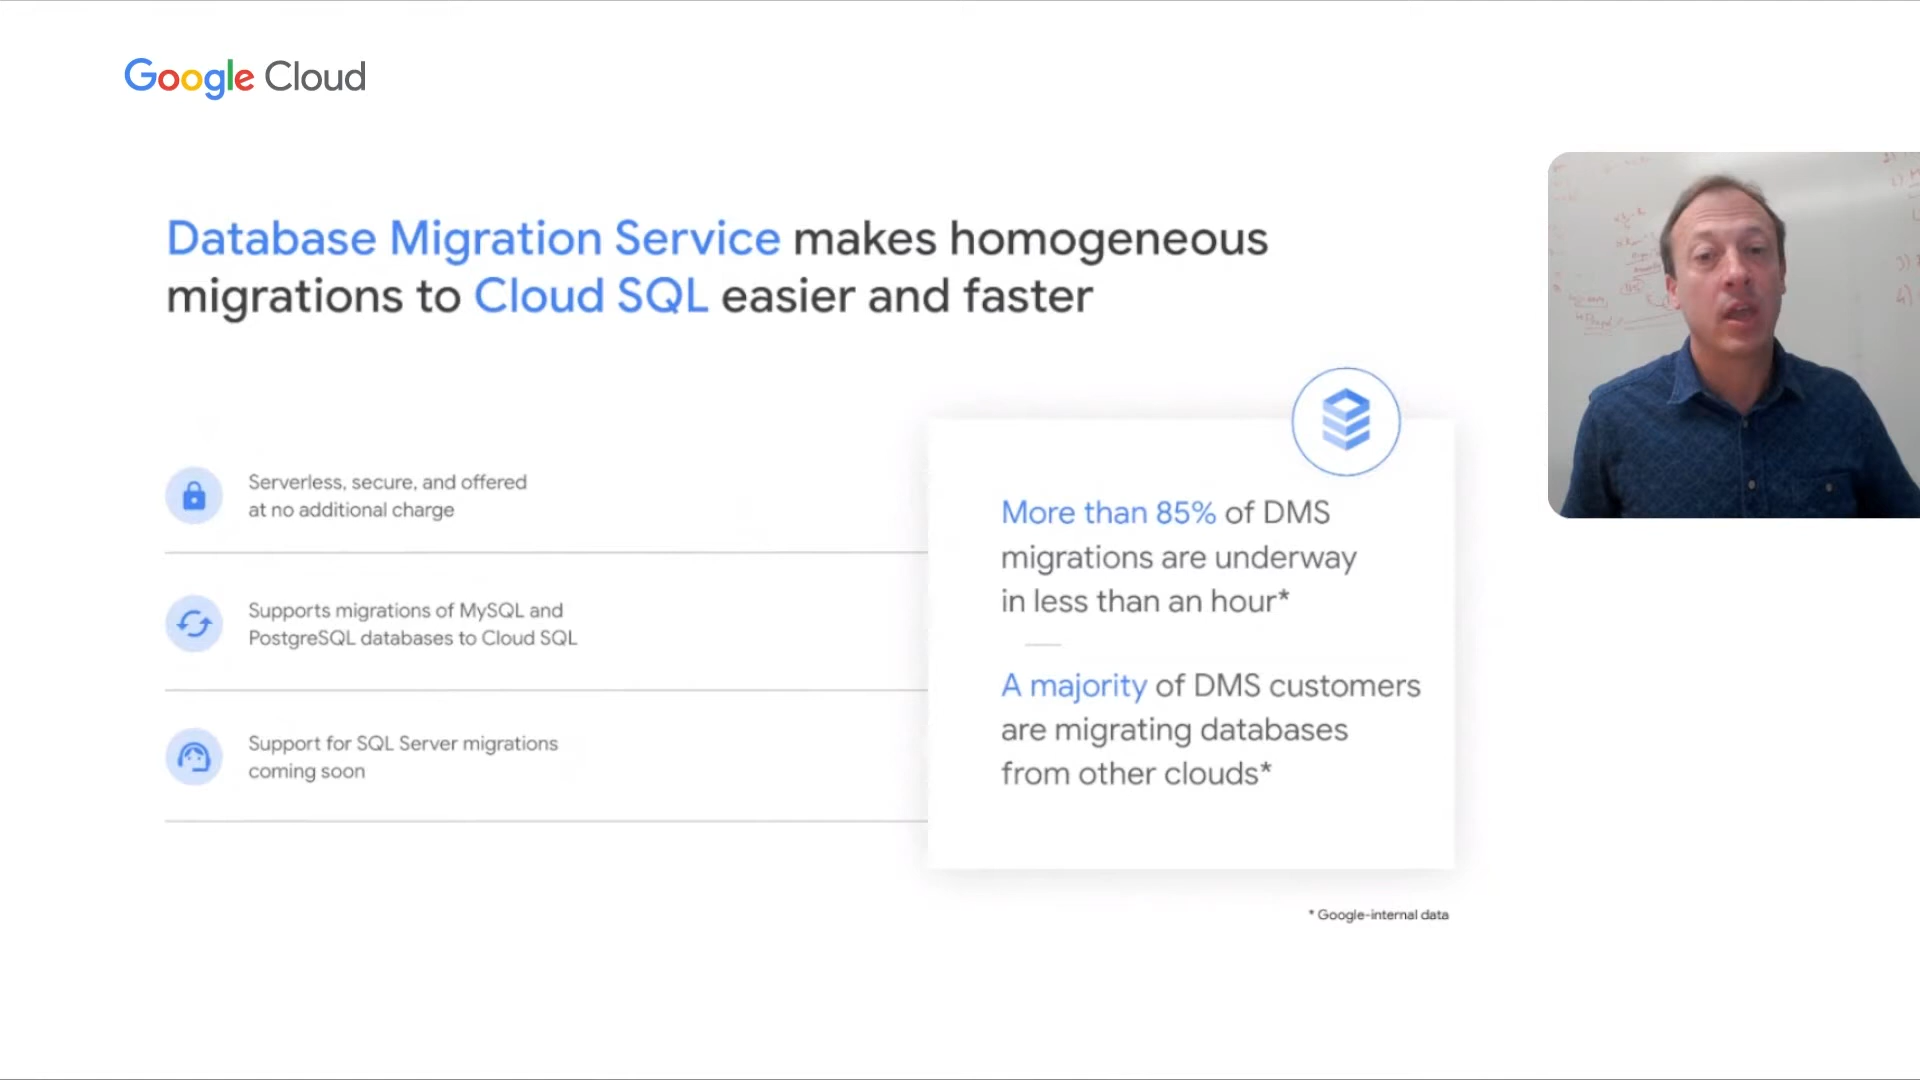 Google Cloud
Database Migration Service makes homogeneous
migrations to Cloud SQL easier and faster
Serverless, secure, and offered
at no additional charge
Supports migrations of MySQL and
PostgreSQL databases to Cloud SQL
Support for SQL Server migrations
coming soon
More than 85% of DMS
migrations are underway
in less than an hour*
A majority of DMS customers
are migrating databases
from other clouds*
* Google-internal data